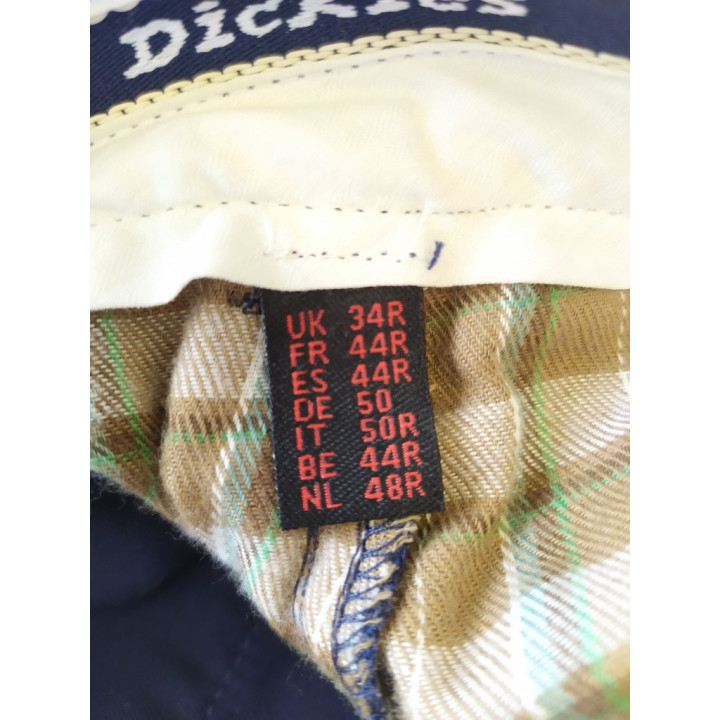 Dickies
UK 34R
FR 44R
ES 44R
DE 50
IT 50R
BE 44R
NL 48R